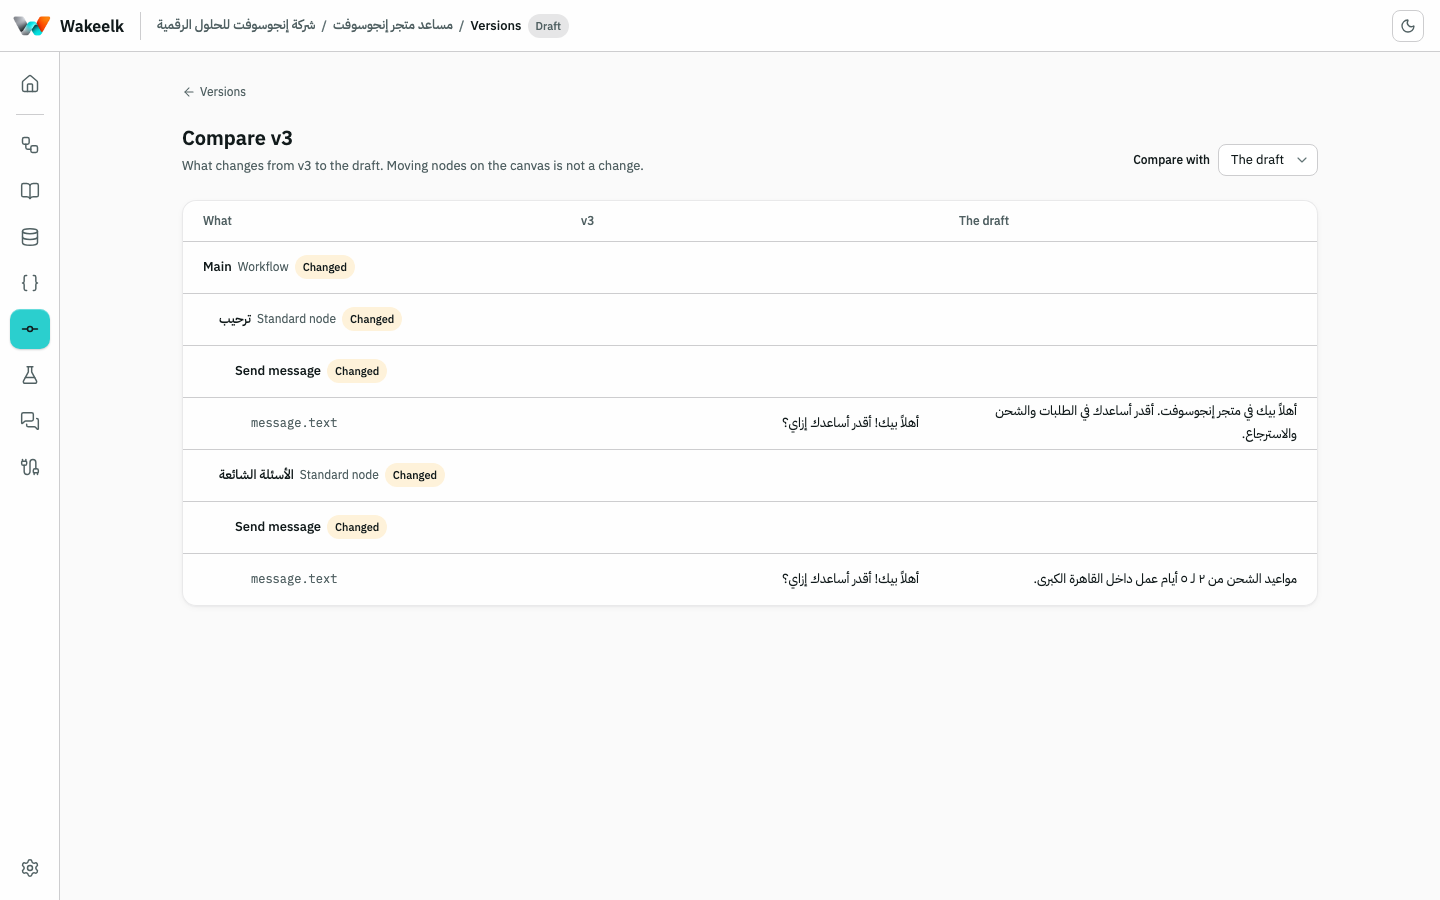 Wakeelk
شركة إنجوسوفت للحلول الرقمية / مساعد متجر إنجوسوفت / Versions Draft
Versions
Compare v3
What changes from v3 to the draft. Moving nodes on the canvas is not a change.
Compare with The draft
What v3 The draft
Main Workflow Changed
ترحيب Standard node Changed
Send message Changed
message.text
أهلاً بيك! أقدر أساعدك إزاي؟
أهلاً بيك في متجر إنجوسوفت. أقدر أساعدك في الطلبات والشحن
والاسترجاع.
الأسئلة الشائعة Standard node Changed
Send message Changed
message.text
أهلاً بيك! أقدر أساعدك إزاي؟
مواعيد الشحن من ٢ لـ ٥ أيام عمل داخل القاهرة الكبرى.